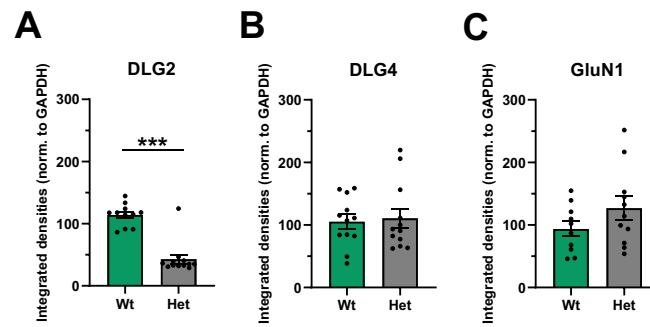 A
DLG2
Integrated densities (norm. to GAPDH)
300
200
100
0
***
Wt
Het
B
DLG4
Integrated densities (norm. to GAPDH)
300
200
100
0
Wt
Het
C
GluN1
Integrated densities (norm. to GAPDH)
300
200
100
0
Wt
Het